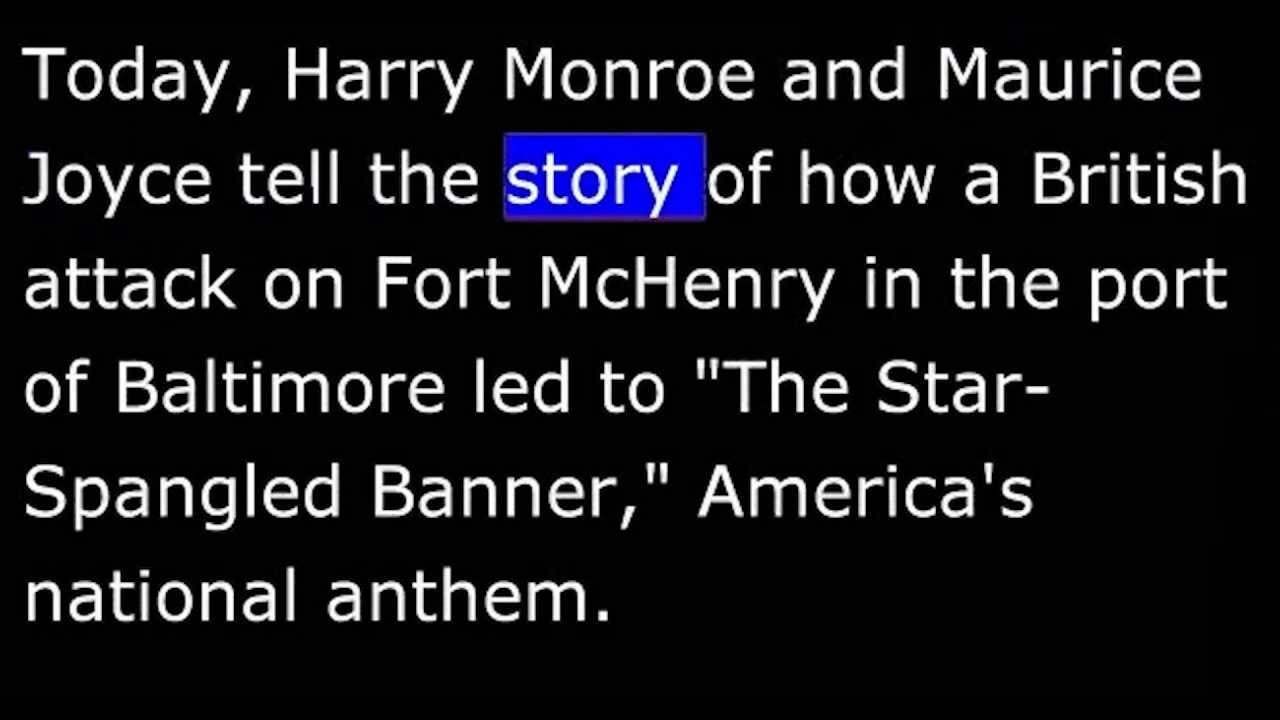 Today, Harry Monroe and Maurice
Joyce tell the story of how a British
attack on Fort McHenry in the port
of Baltimore led to "The Star-
Spangled Banner," America's
national anthem.